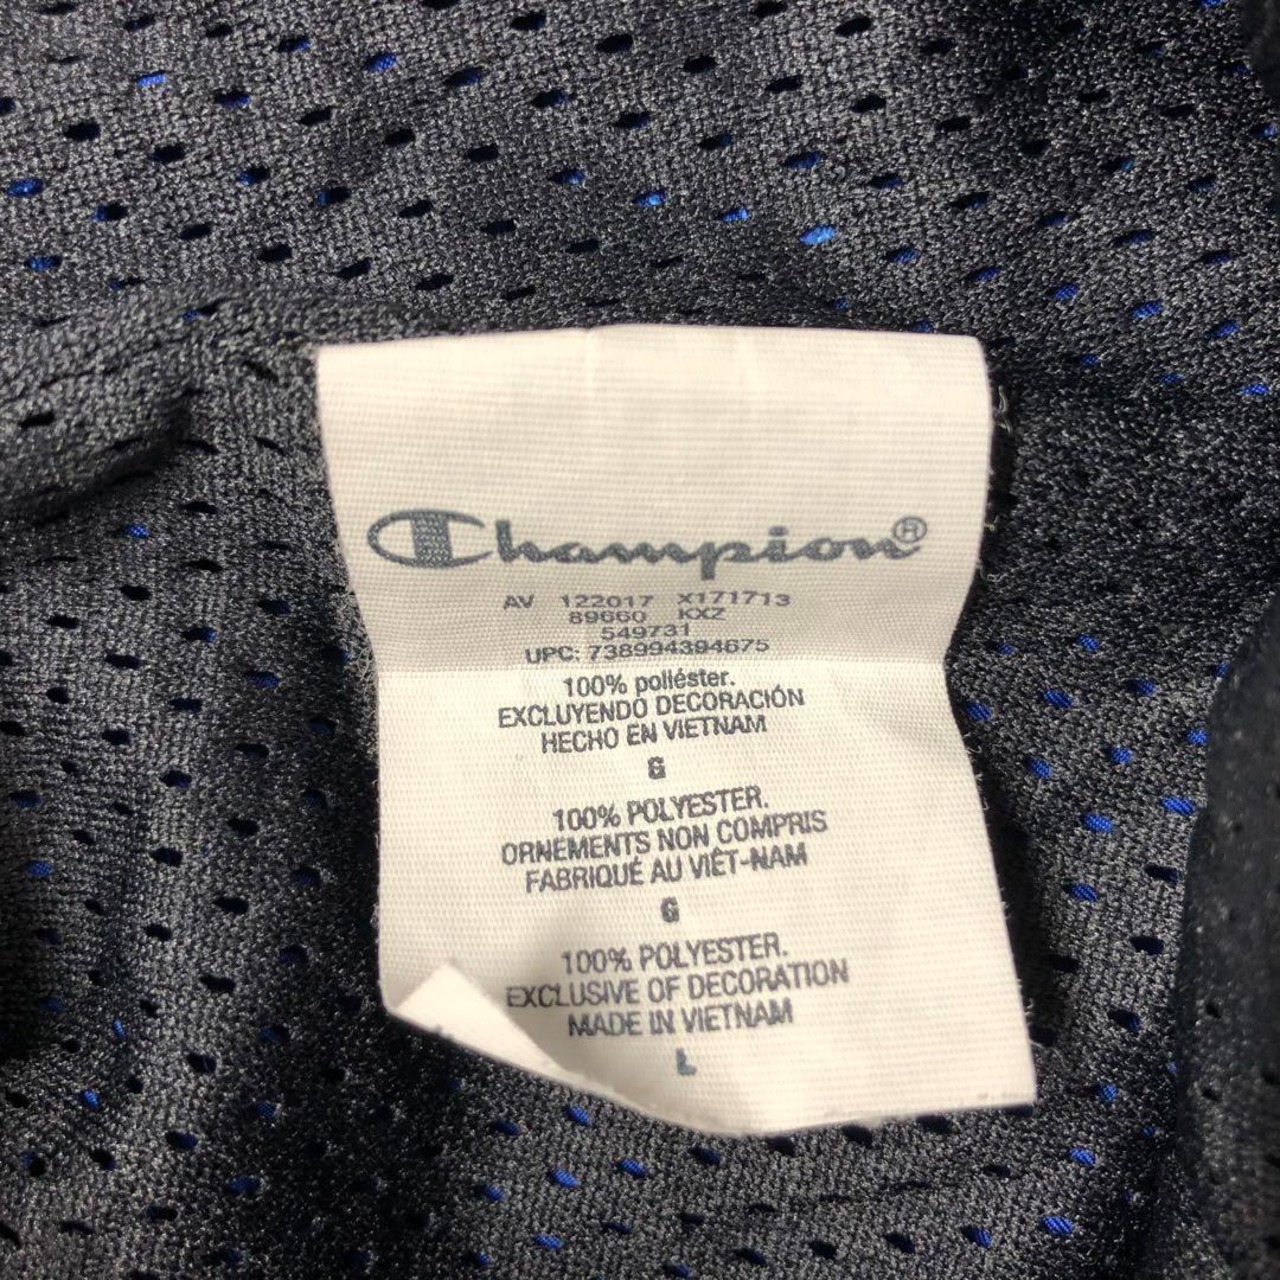 Champion®
AV 122017 X171713
89660 KXZ
549731
UPC: 738994394675
100% poliéster.
EXCLUYENDO DECORACIÓN
HECHO EN VIETNAM
G
100% POLYESTER.
ORNEMENTS NON COMPRIS
FABRIQUÉ AU VIÊT-NAM
G
100% POLYESTER.
EXCLUSIVE OF DECORATION
MADE IN VIETNAM
L